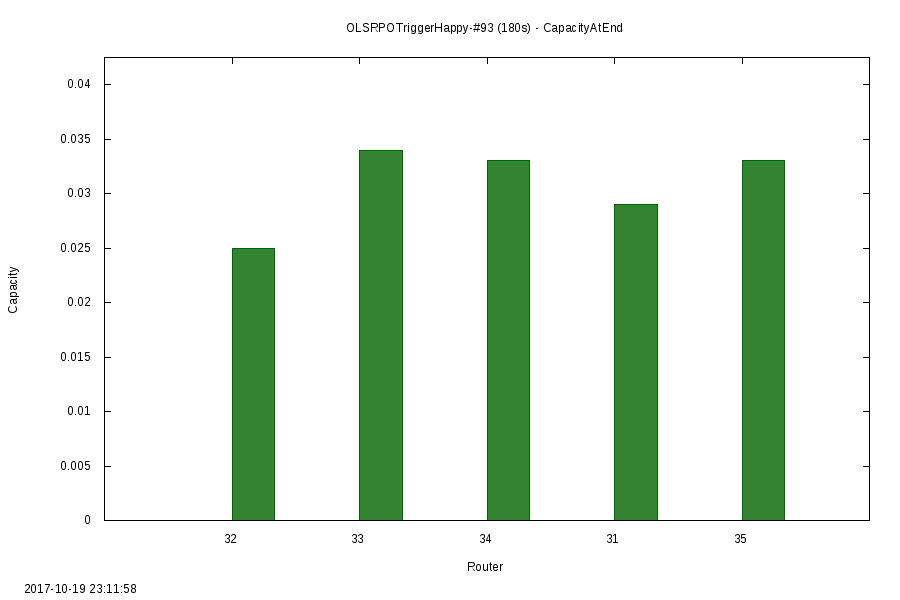 OLSRPOTriggerHappy-#93 (180s) - CapacityAtEnd
0.04
0.035
0.03
0.025
0.02
0.015
0.01
0.005
0
Capacity
32 33 34 31 35
Router
2017-10-19 23:11:58